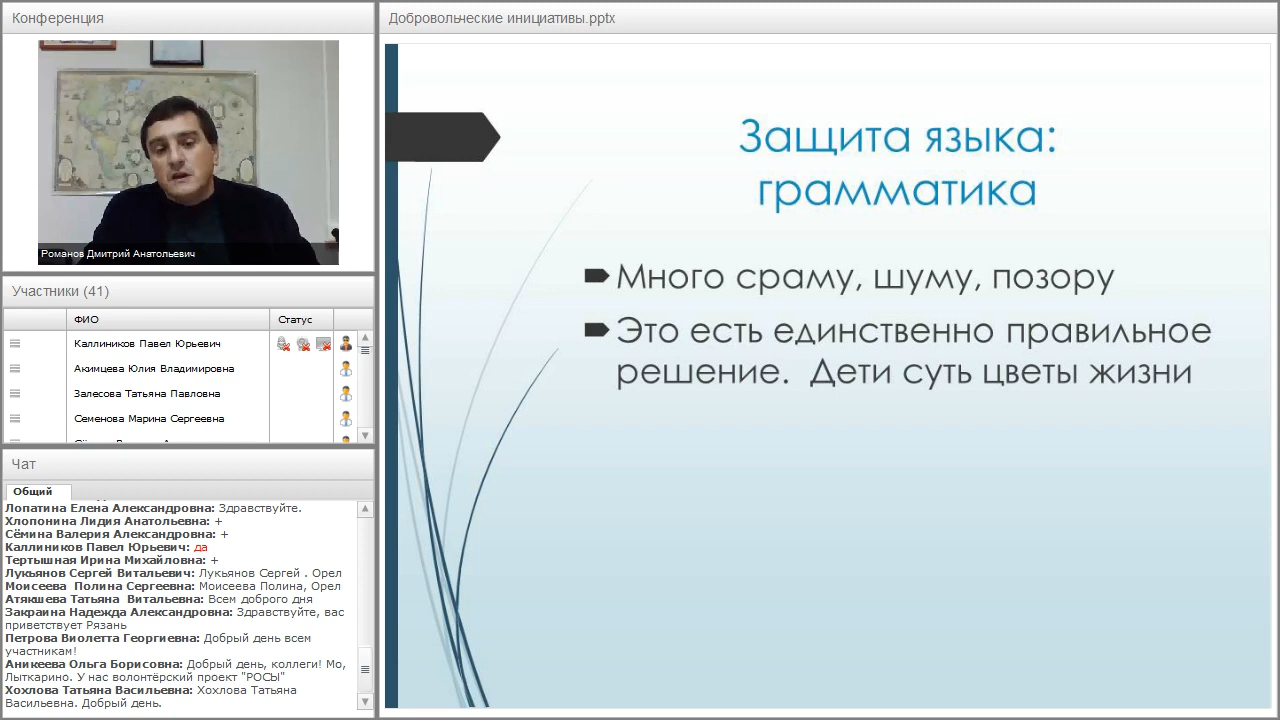 Конференция
Романов Дмитрий Анатольевич
Участники (41)
ФИО
Статус
Каллиников Павел Юрьевич
Акимцева Юлия Владимировна
Залесова Татьяна Павловна
Семенова Марина Сергеевна
Чат
Общий
Лопатина Елена Александровна: Здравствуйте.
Хлопонина Лидия Анатольевна: +
Сёмина Валерия Александровна: +
Каллиников Павел Юрьевич: да
Тертышная Ирина Михайловна: +
Лукьянов Сергей Витальевич: Лукьянов Сергей . Орел
Моисеева Полина Сергеевна: Моисеева Полина, Орел
Атякшева Татьяна Витальевна: Всем доброго дня
Закраина Надежда Александровна: Здравствуйте, вас
приветствует Рязань
Петрова Виолетта Георгиевна: Добрый день всем
участникам!
Аникеева Ольга Борисовна: Добрый день, коллеги! Мо,
Лыткарино. У нас волонтёрский проект "РОСЫ"
Хохлова Татьяна Васильевна: Хохлова Татьяна
Васильевна. Добрый день.
Добровольческие инициативы.pptx
Защита языка:
грамматика
Много сраму, шуму, позору
Это есть единственно правильное
решение. Дети суть цветы жизни